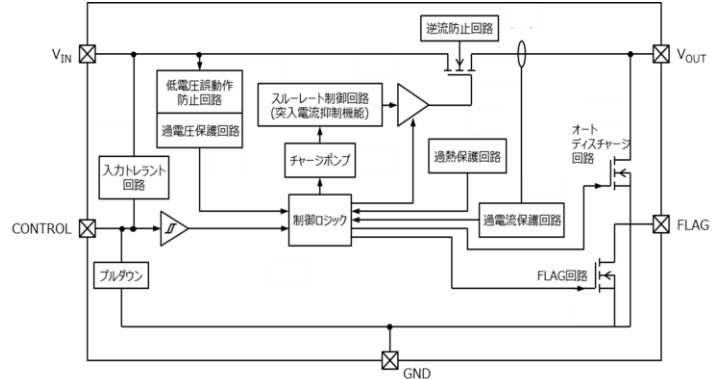 逆流防止回路
VIN
VOUT
低電圧誤動作
防止回路
過電圧保護回路
スルーレート制御回路
(突入電流抑制機能)
オート
ディスチャージ
回路
チャージポンプ
過熱保護回路
入力トレラント
回路
制御ロジック
過電流保護回路
CONTROL
FLAG
プルダウン
FLAG回路
GND